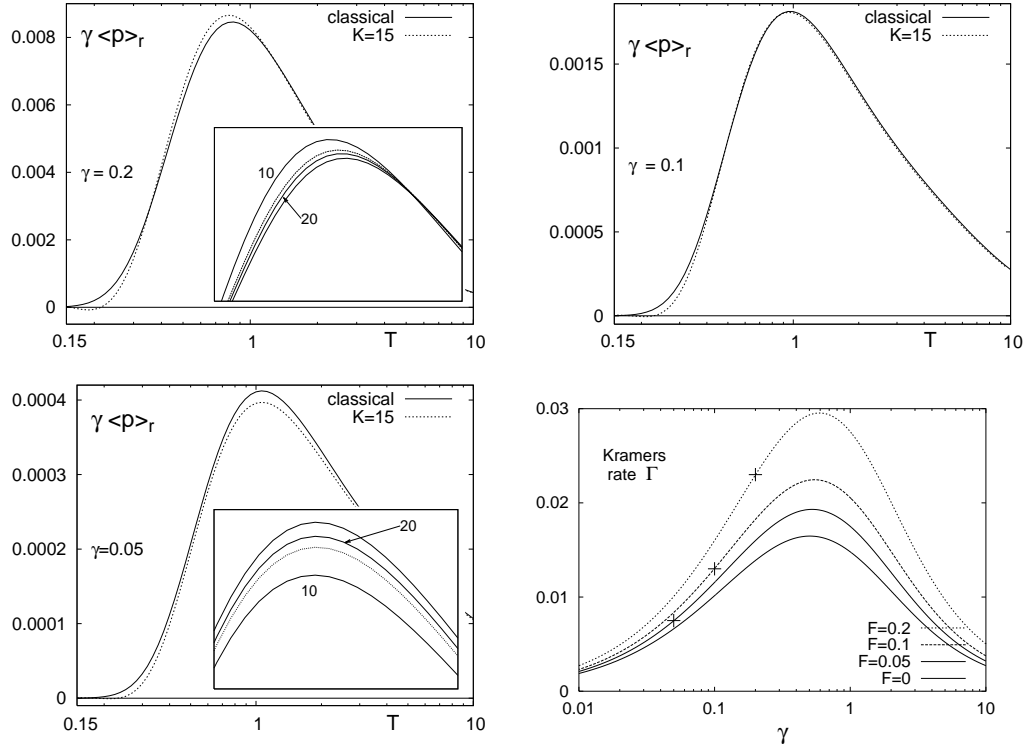 γ <p>r
classical
K=15
0.008
0.006
0.004
0.002
0
γ = 0.2
10
20
0.15
1
T
10
γ <p>r
classical
K=15
0.0015
0.001
0.0005
0
γ = 0.1
0.15
1
T
10
γ <p>r
classical
K=15
0.0004
0.0003
0.0002
0.0001
0
γ=0.05
20
10
0.15
1
T
10
0.03
0.02
0.01
0
Kramers
rate Γ
F=0.2
F=0.1
F=0.05
F=0
0.01
0.1
1
10
γ